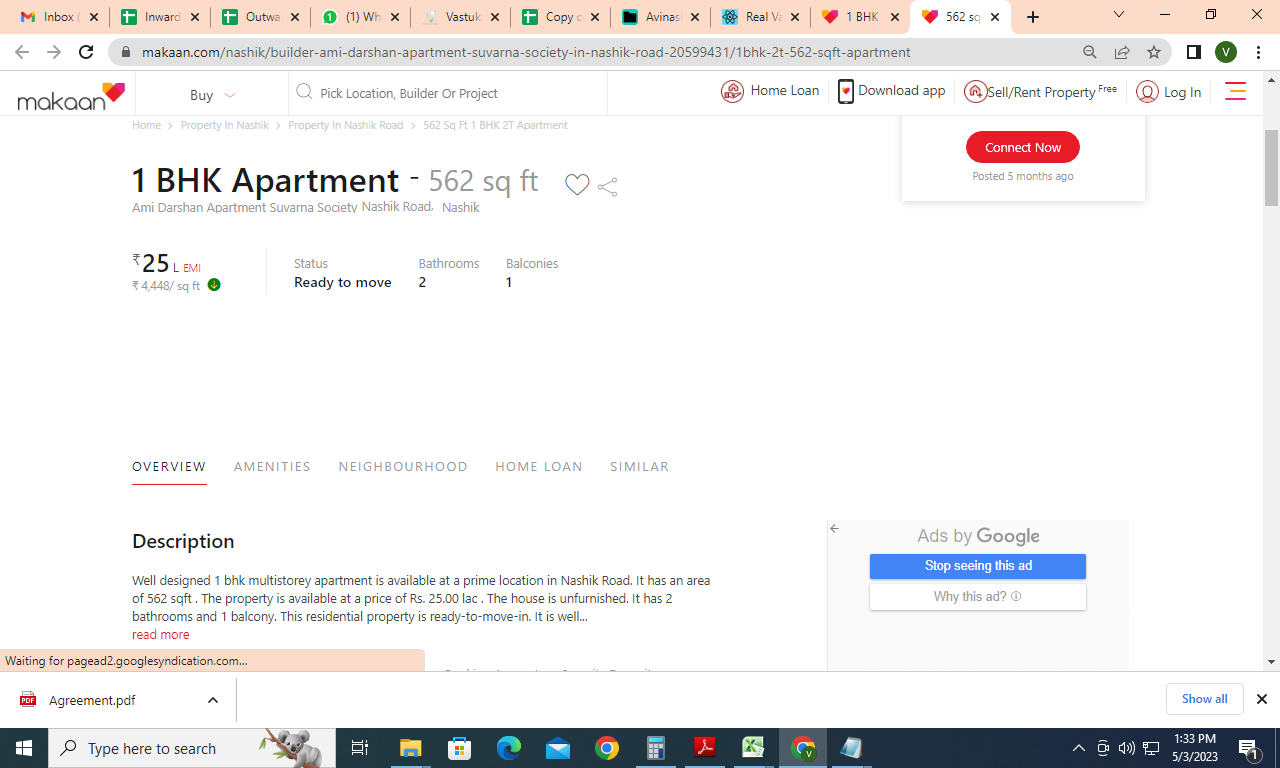 Inbox (
Inward
Outwa
(1) Wh
Vastuk
Copy c
Avinas
Real Va
1 BHK
562 sq
makaan.com/nashik/builder-ami-darshan-apartment-suvarna-society-in-nashik-road-20599431/1bhk-2t-562-sqft-apartment
V
makaan
Buy
Pick Location, Builder Or Project
Home Loan
Download app
Sell/Rent Property Free
Log In
Home > Property In Nashik > Property In Nashik Road > 562 Sq Ft 1 BHK 2T Apartment
Connect Now
Posted 5 months ago
1 BHK Apartment - 562 sq ft
Ami Darshan Apartment Suvarna Society Nashik Road, Nashik
₹25 L EMI
₹ 4,448/ sq ft
Status
Ready to move
Bathrooms
2
Balconies
1
OVERVIEW AMENITIES NEIGHBOURHOOD HOME LOAN SIMILAR
Description
Well designed 1 bhk multistorey apartment is available at a prime location in Nashik Road. It has an area
of 562 sqft . The property is available at a price of Rs. 25.00 lac . The house is unfurnished. It has 2
bathrooms and 1 balcony. This residential property is ready-to-move-in. It is well...
read more
Ads by Google
Stop seeing this ad
Why this ad?
Waiting for pagead2.googlesyndication.com...
PDF
Agreement.pdf
Show all
Type here to search
V
1:33 PM
5/3/2023
1